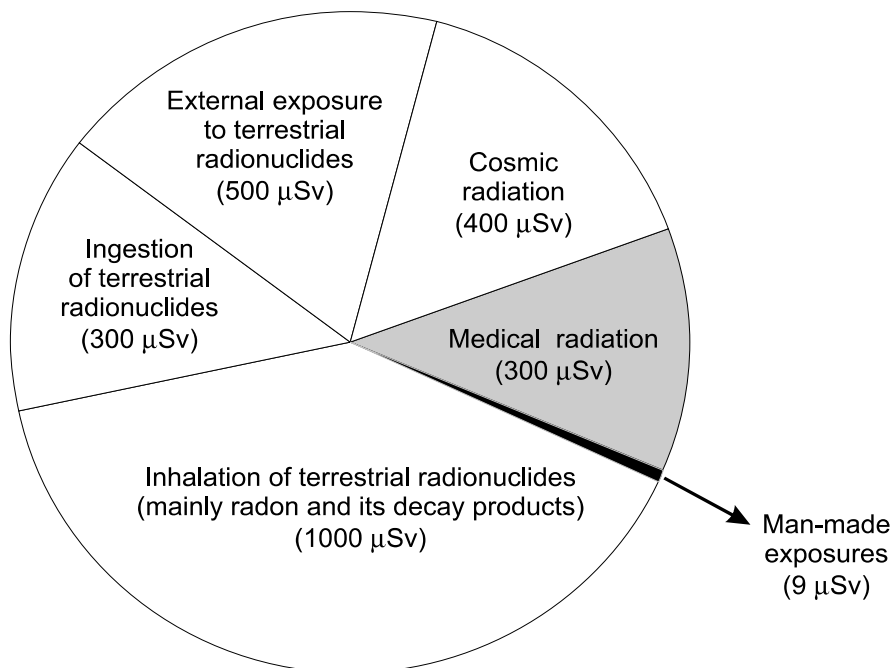 External exposure
to terrestrial
radionuclides
(500 μSv)
Cosmic
radiation
(400 μSv)
Ingestion
of terrestrial
radionuclides
(300 μSv)
Medical radiation
(300 μSv)
Inhalation of terrestrial radionuclides
(mainly radon and its decay products)
(1000 μSv)
Man-made
exposures
(9 μSv)